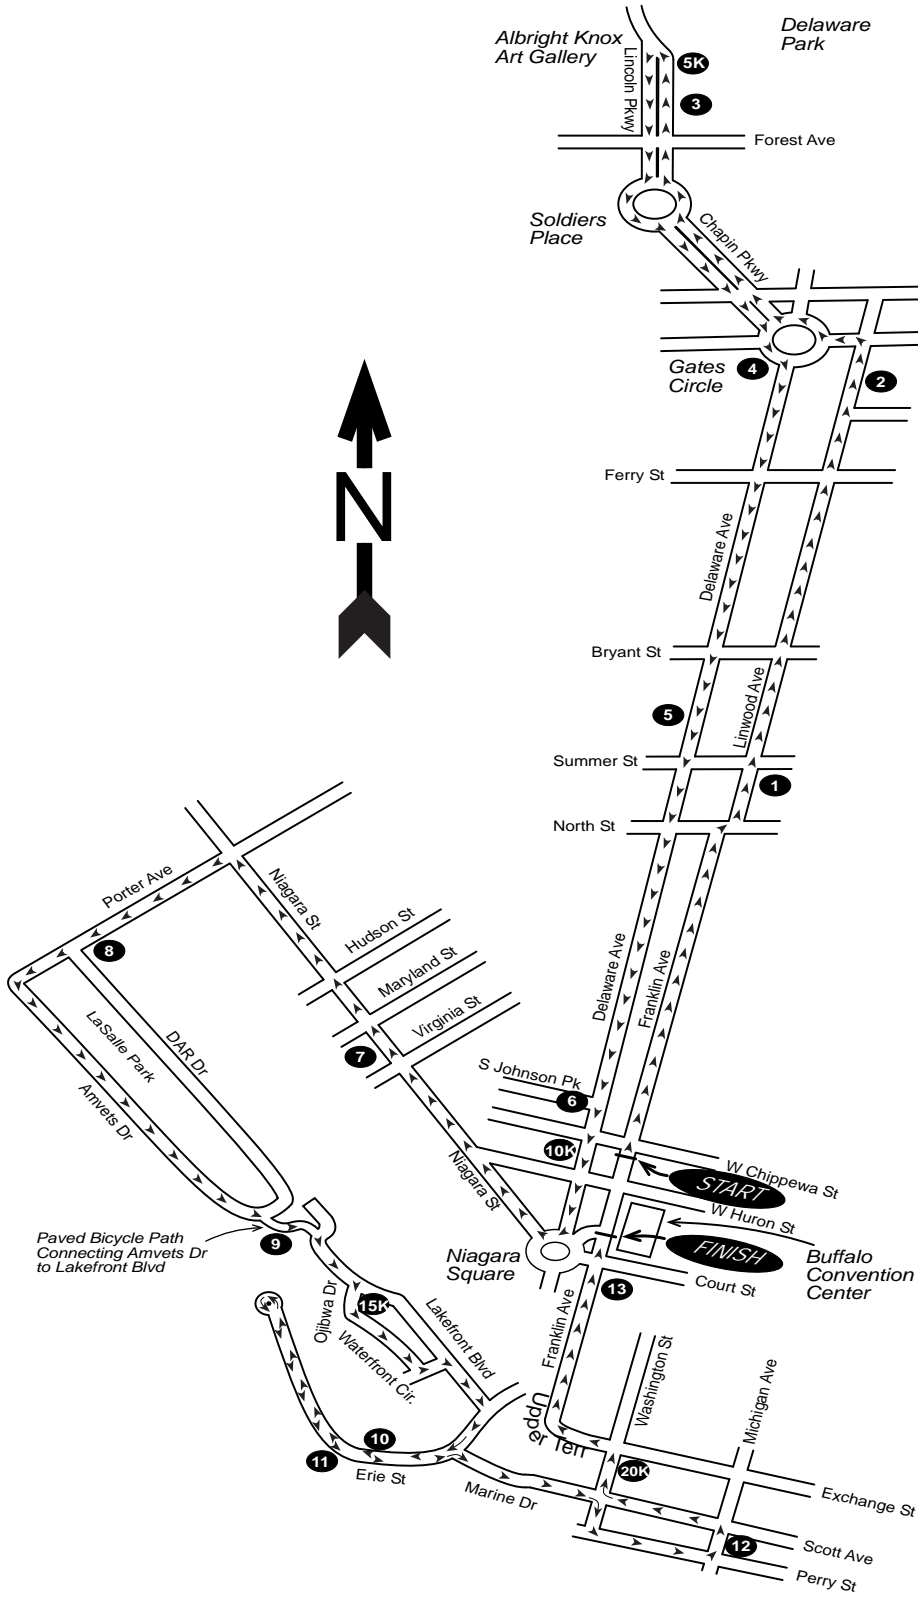 Albright Knox
Art Gallery
Delaware
Park
5K
Lincoln Pkwy
3
Forest Ave
Soldiers
Place
Chapin Pkwy
Gates
Circle
4
2
N
Ferry St
Delaware Ave
Bryant St
Linwood Ave
5
Summer St
1
North St
Porter Ave
Niagara St
Hudson St
8
Maryland St
Delaware Ave
Franklin Ave
Virginia St
LaSalle Park
DAR Dr
7
S Johnson Pk
Amvets Dr
6
10K
W Chippewa St
START
Niagara St
W Huron St
Paved Bicycle Path
Connecting Amvets Dr
to Lakefront Blvd
9
Niagara
Square
FINISH
Buffalo
Convention
Center
Court St
13
Ojibwa Dr
15K
Lakefront Blvd
Waterfront Cir.
Franklin Ave
Washington St
Michigan Ave
Upper Ten
10
11
Erie St
20K
Marine Dr
Exchange St
12
Scott Ave
Perry St